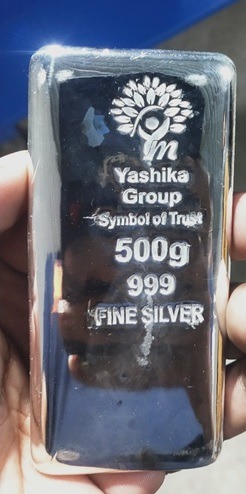 m
Yashika
Group
Symbol of Trust
500g
999
FINE SILVER